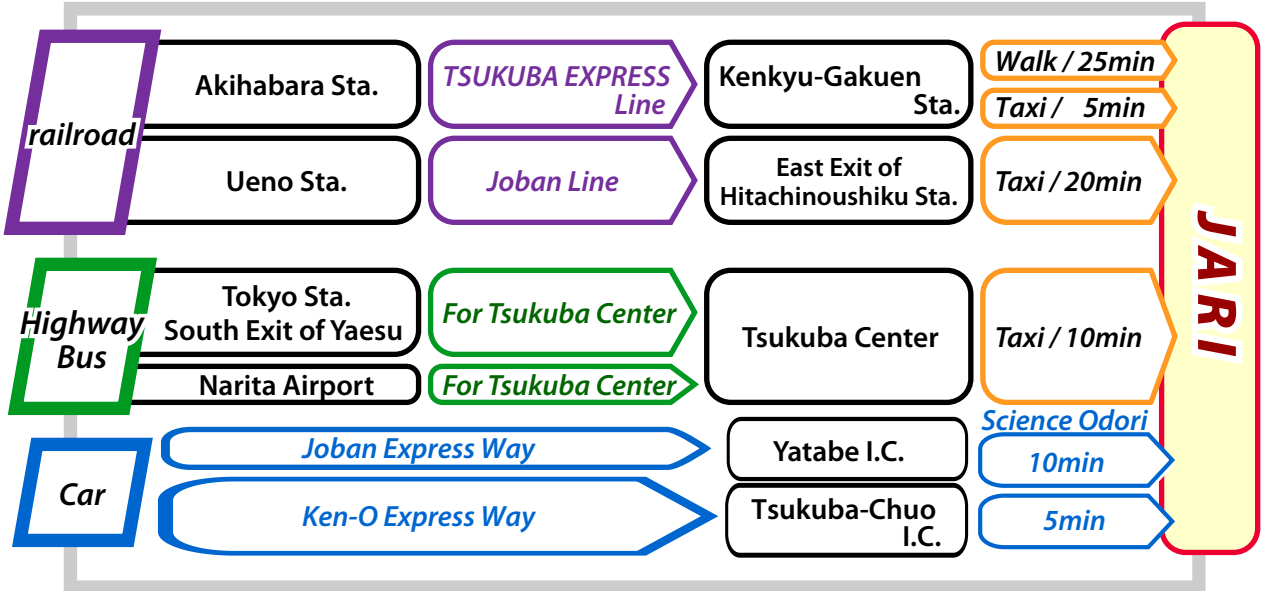 railroad
Akihabara Sta.
TSUKUBA EXPRESS
Line
Kenkyu-Gakuen
Sta.
Walk / 25min
Taxi / 5min
Ueno Sta.
Joban Line
East Exit of
Hitachinoushiku Sta.
Taxi / 20min
Highway
Bus
Tokyo Sta.
South Exit of Yaesu
For Tsukuba Center
Narita Airport
For Tsukuba Center
Tsukuba Center
Taxi / 10min
Car
Joban Express Way
Yatabe I.C.
Science Odori
10min
Ken-O Express Way
Tsukuba-Chuo
I.C.
5min
JARI